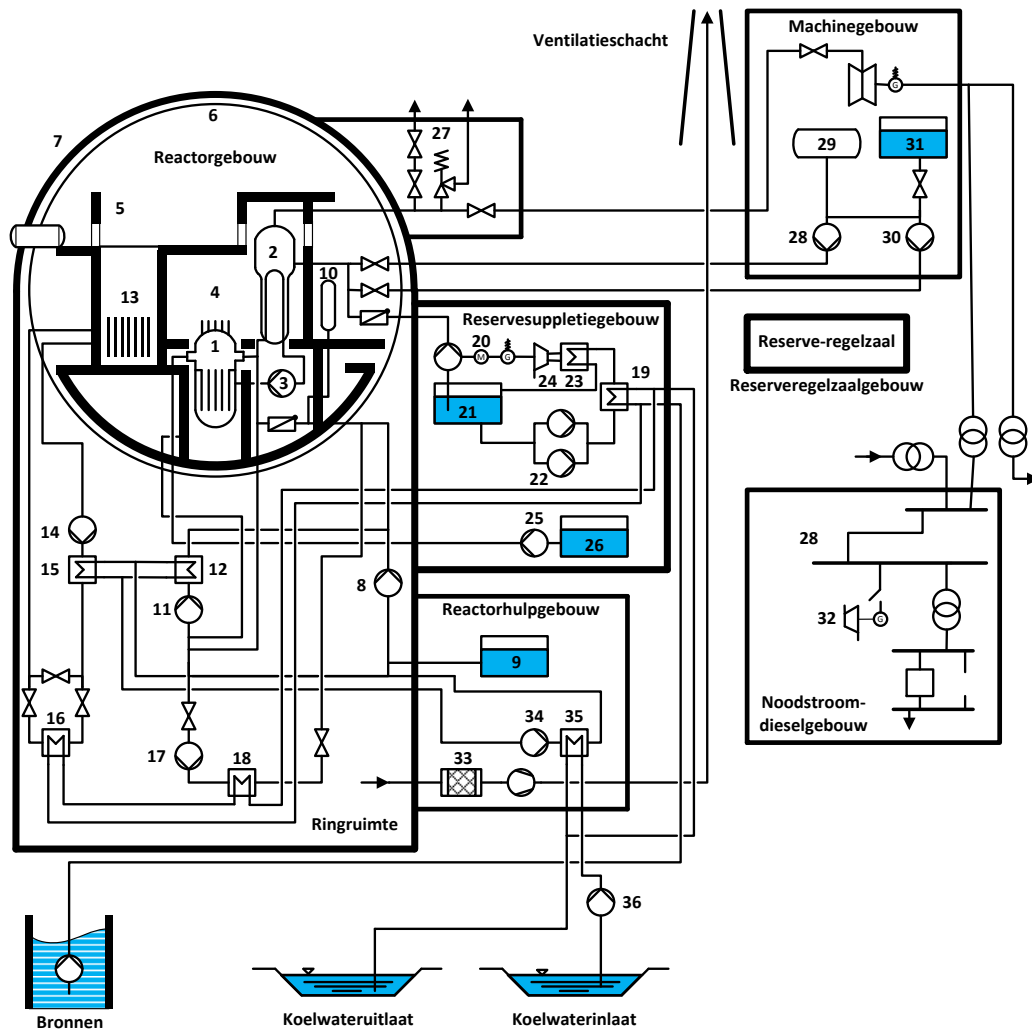 Ventilatieschacht
Machinegebouw
G
6
7
27
Reactorgebouw
29
31
5
28
30
2
10
4
13
1
3
Reservesuppletiegebouw
20
M
G
24
23
19
21
22
Reserve-regelzaal
Reserveregelzaalgebouw
14
25
26
15
12
8
11
28
32
G
Reactorhulpgebouw
9
Noodstroom-
dieselgebouw
16
34
35
17
18
33
Ringruimte
36
Bronnen
Koelwateruitlaat
Koelwaterinlaat